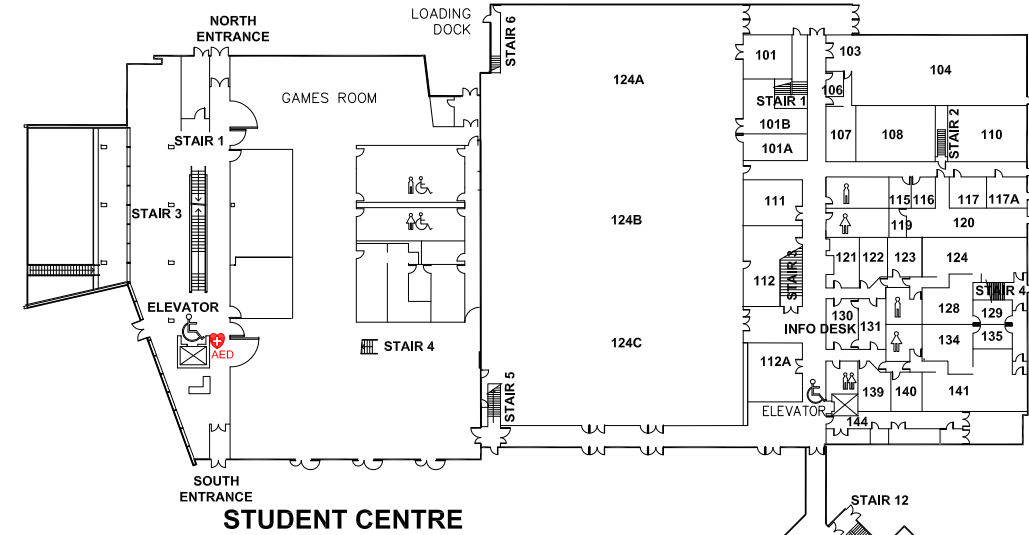 LOADING
DOCK
NORTH
ENTRANCE
STAIR 6
GAMES ROOM
124A
101
103
104
106
STAIR 1
STAIR 1
101B
101A
107
108
STAIR 2
110
STAIR 3
124B
111
115
116
117
117A
119
120
121
122
123
124
112
STAIR 3
STAIR 4
ELEVATOR
AED
STAIR 4
124C
INFO DESK
130
131
128
129
134
135
112A
ELEVATOR
139
140
141
144
STAIR 5
SOUTH
ENTRANCE
STAIR 12
STUDENT CENTRE